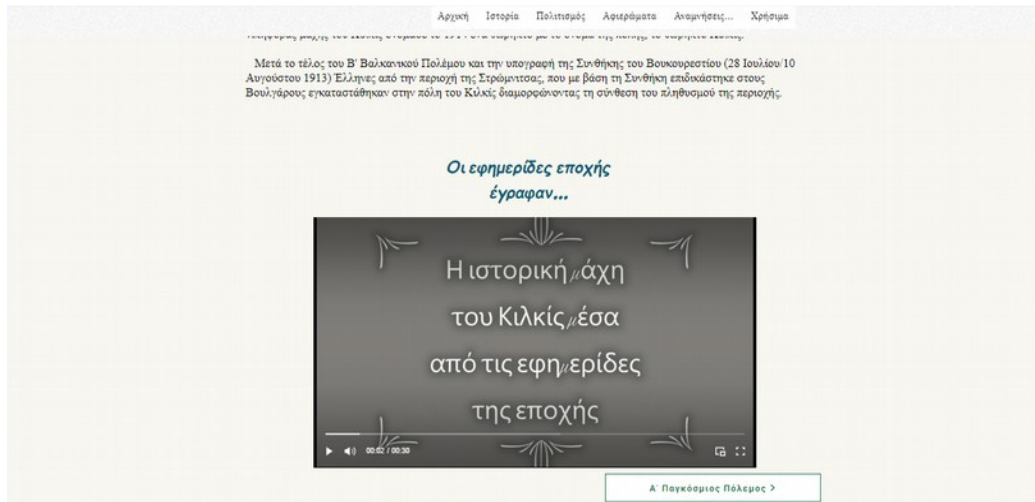 Αρχική Ιστορία Πολιτισμός Αφιερώματα Αναμνήσεις... Χρήσιμα
μάχης του Κιλκίς
Μετά το τέλος του Β' Βαλκανικού Πολέμου και την υπογραφή της Συνθήκης του Βουκουρεστίου (28 Ιουλίου/10
Αυγούστου 1913) Έλληνες από την περιοχή της Στρώμνιτσας, που με βάση τη Συνθήκη επιδικάστηκε στους
Βουλγάρους εγκαταστάθηκαν στην πόλη του Κιλκίς διαμορφώνοντας τη σύνθεση του πληθυσμού της περιοχής.
Οι εφημερίδες εποχής
έγραφαν...
Η ιστορική μάχη
του Κιλκίς μέσα
από τις εφημερίδες
της εποχής
00:02 / 00:30
Α' Παγκόσμιος Πόλεμος >